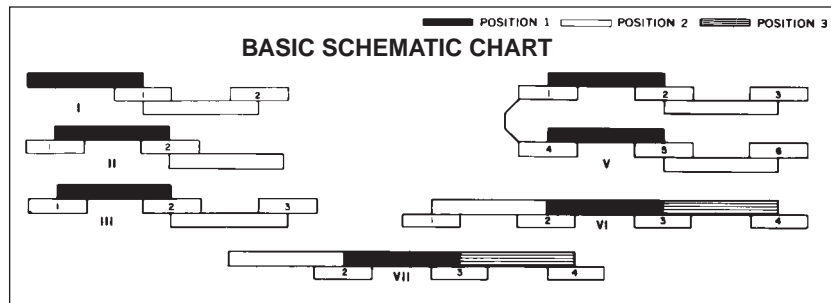 POSITION 1 POSITION 2 POSITION 3
BASIC SCHEMATIC CHART
1 2
I
1 2
II
1 2 3
III
1 2 3
4 5 6
V
1 2 3 4
VI
2 3 4
VII